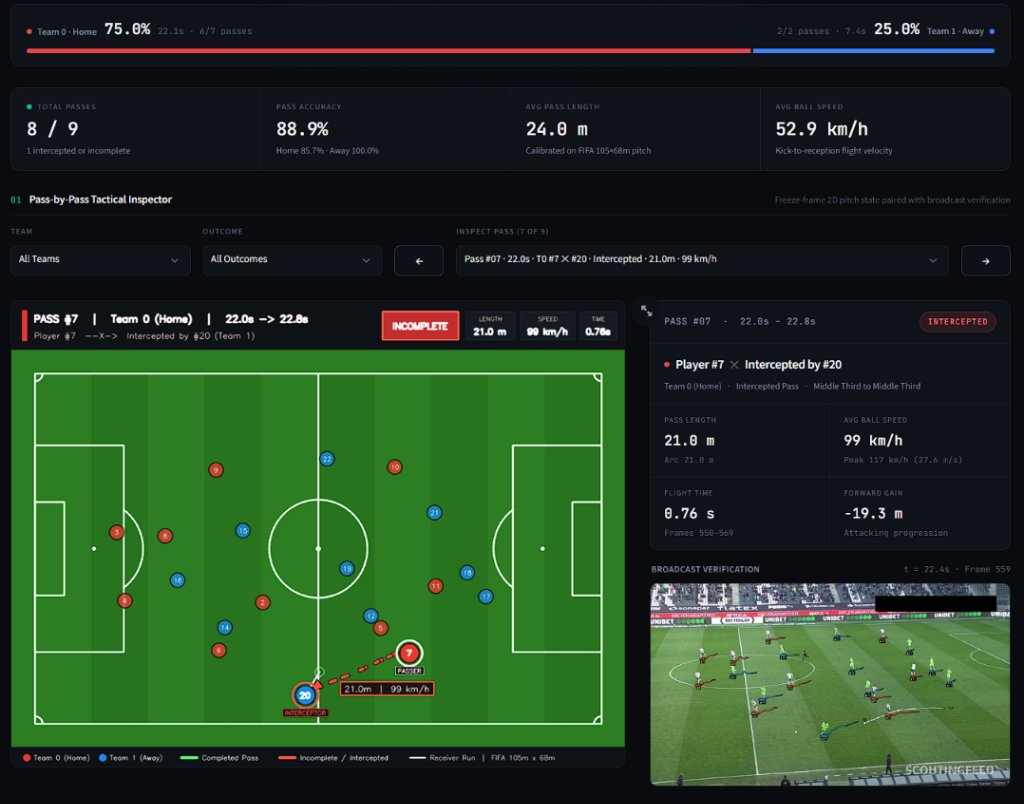 Team 0 · Home 75.0% 22.1s · 6/7 passes 2/2 passes · 7.4s 25.0% Team 1 · Away
TOTAL PASSES
8 / 9
1 intercepted or incomplete
PASS ACCURACY
88.9%
Home 85.7% · Away 100.0%
AVG PASS LENGTH
24.0 m
Calibrated on FIFA 105×68m pitch
AVG BALL SPEED
52.9 km/h
Kick-to-reception flight velocity
01 Pass-by-Pass Tactical Inspector Freeze-frame 2D pitch state paired with broadcast verification
TEAM
All Teams
OUTCOME
All Outcomes
←
INSPECT PASS (7 OF 9)
Pass #07 · 22.0s · T0 #7 ✕ #20 · Intercepted · 21.0m · 99 km/h
→
PASS #7 | Team 0 (Home) | 22.0s -> 22.8s
Player #7 --X-> Intercepted by #20 (Team 1)
INCOMPLETE
LENGTH
21.0 m
SPEED
99 km/h
TIME
0.76s
22
9
10
21
3
8
15
16
19
18
11
17
4
2
12
5
14
6
7
PASSER
21.0m | 99 km/h
20
INTERCEPTOR
Team 0 (Home) Team 1 (Away) Completed Pass Incomplete / Intercepted Receiver Run | FIFA 105m x 68m
PASS #07 · 22.0s – 22.8s INTERCEPTED
Player #7 ✕ Intercepted by #20
Team 0 (Home) · Intercepted Pass · Middle Third to Middle Third
PASS LENGTH
21.0 m
Arc 21.0 m
AVG BALL SPEED
99 km/h
Peak 117 km/h (27.6 m/s)
FLIGHT TIME
0.76 s
Frames 550-569
FORWARD GAIN
-19.3 m
Attacking progression
BROADCAST VERIFICATION t = 22.4s · Frame 559
flatex
UNIBET
UNIBET
UNIBET
SCOUTINGFEED